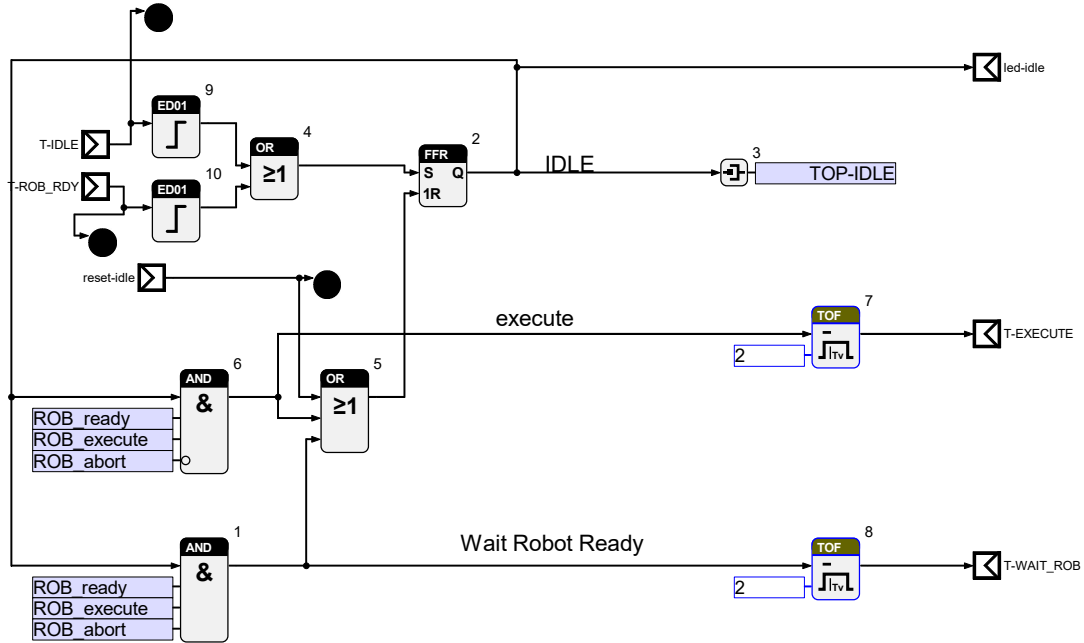 led-idle
9
ED01
T-IDLE
4
OR
≥1
2
FFR
S Q
1R
IDLE
3
TOP-IDLE
10
T-ROB_RDY
ED01
reset-idle
execute
7
TOF
2
Tv
T-EXECUTE
6
AND
&
ROB_ready
ROB_execute
ROB_abort
5
OR
≥1
1
AND
&
ROB_ready
ROB_execute
ROB_abort
Wait Robot Ready
8
TOF
2
Tv
T-WAIT_ROB